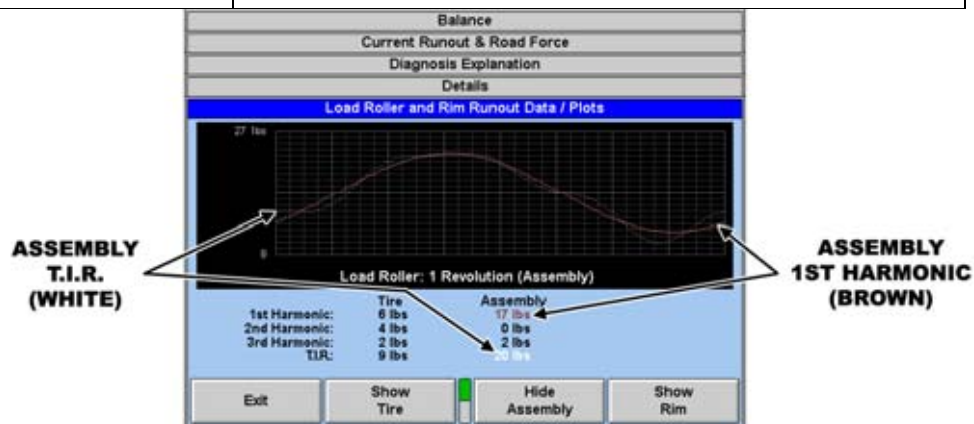 Balance
Current Runout & Road Force
Diagnosis Explanation
Details
Load Roller and Rim Runout Data / Plots
27 lbs
0
ASSEMBLY
T.I.R.
(WHITE)
ASSEMBLY
1ST HARMONIC
(BROWN)
Load Roller: 1 Revolution (Assembly)
Tire Assembly
1st Harmonic: 6 lbs 17 lbs
2nd Harmonic: 4 lbs 0 lbs
3rd Harmonic: 2 lbs 2 lbs
T.I.R.: 9 lbs 20 lbs
Exit
Show
Tire
Hide
Assembly
Show
Rim